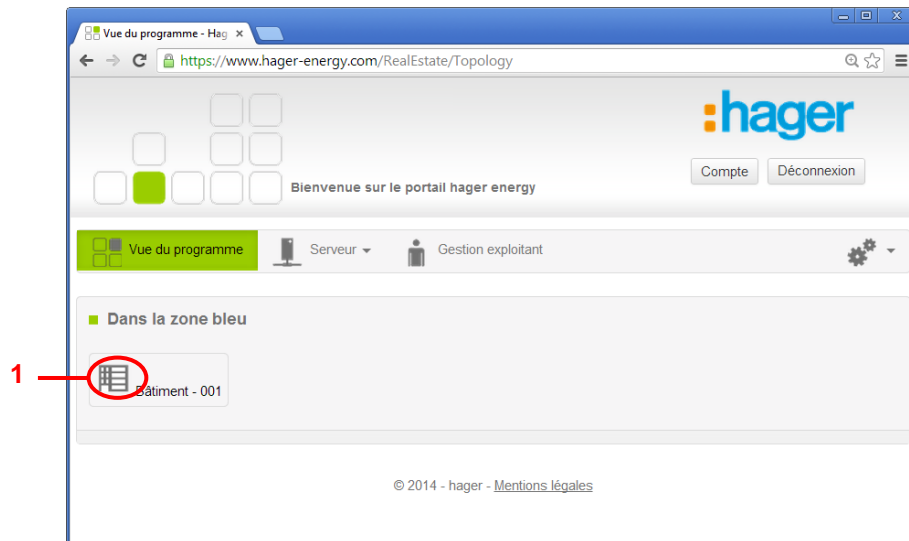 Vue du programme - Hag
https://www.hager-energy.com/RealEstate/Topology
:hager
Compte Déconnexion
Bienvenue sur le portail hager energy
Vue du programme Serveur Gestion exploitant
Dans la zone bleu
1
Bâtiment - 001
© 2014 - hager - Mentions légales